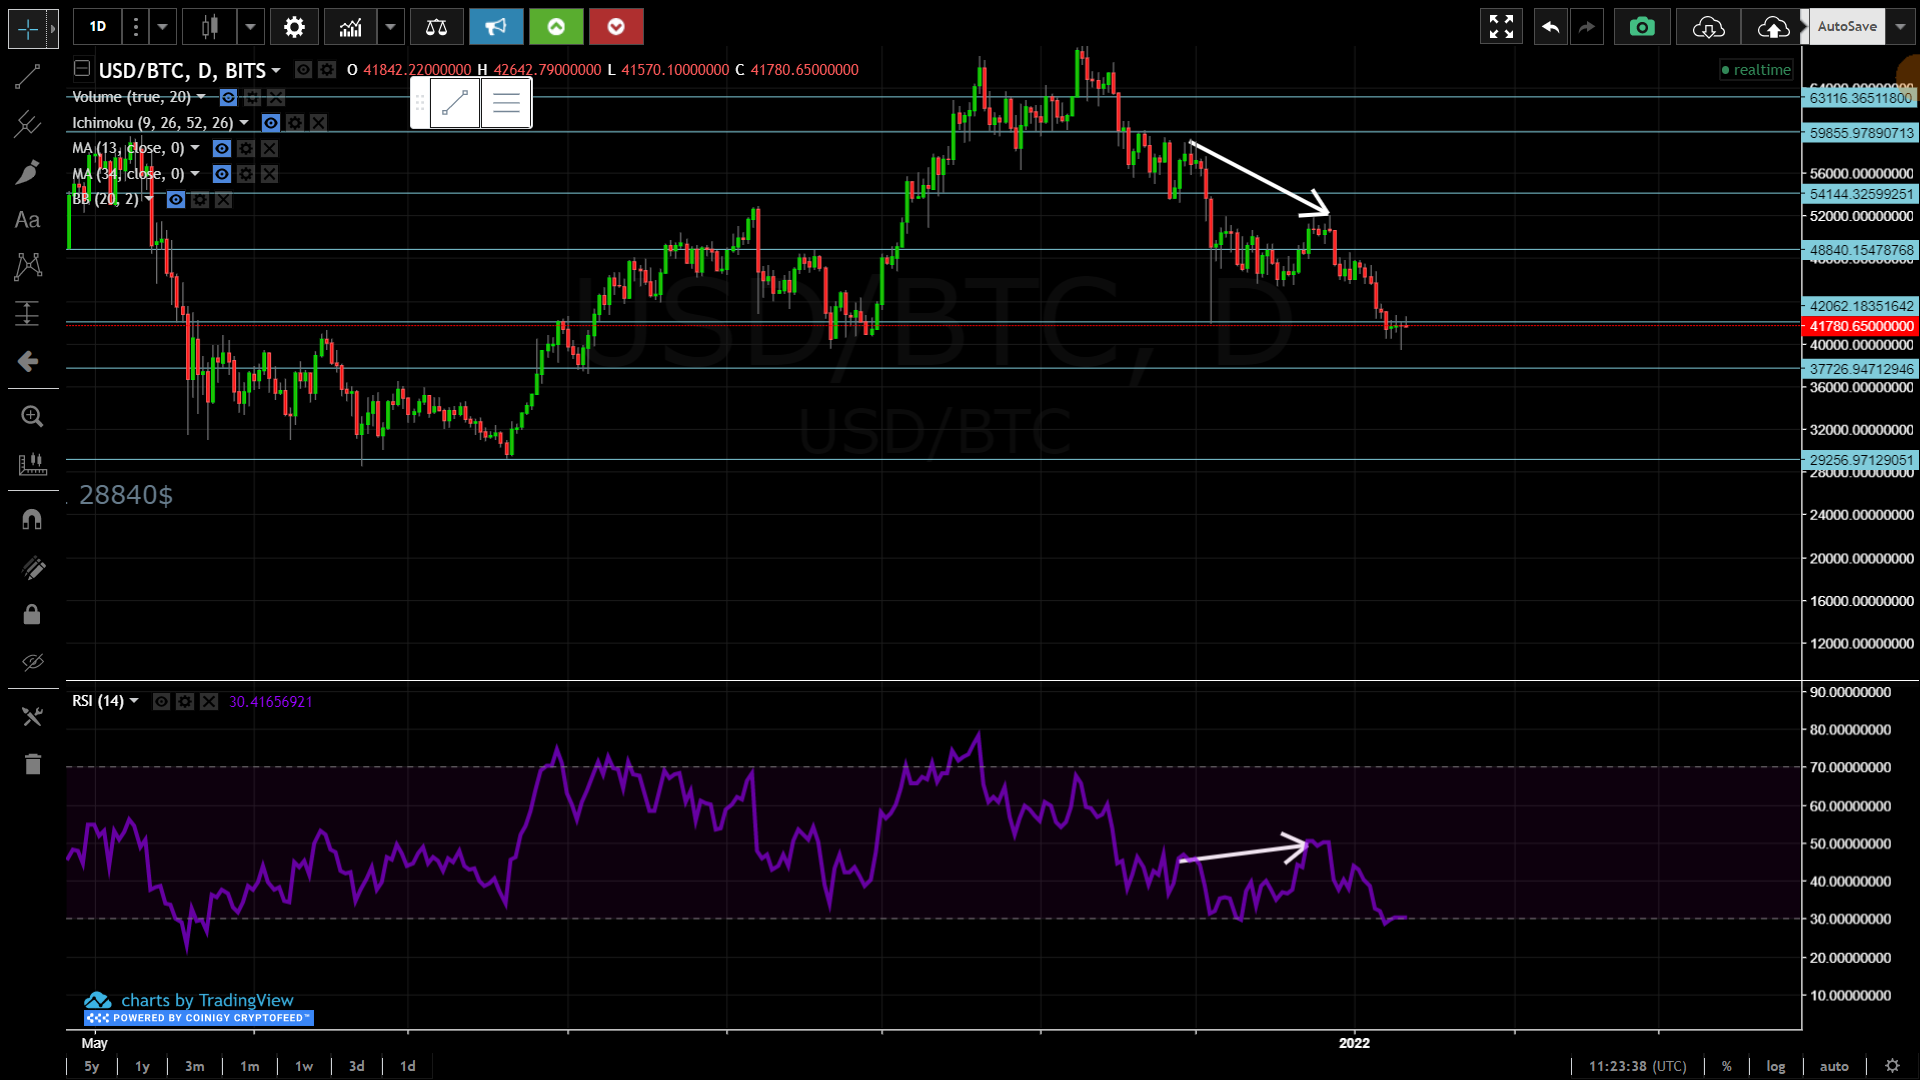 1D
AutoSave
USD/BTC, D, BITS O 41842.22000000 H 42642.79000000 L 41570.10000000 C 41780.65000000
realtime
Volume (true, 20)
Ichimoku (9, 26, 52, 26)
MA (13, close, 0)
MA (34, close, 0)
BB (20, 2)
Aa
USD/BTC, D
USD/BTC
28840$
63116.36511800
59855.97890713
56000.00000000
54144.32599251
52000.00000000
48840.15478768
42062.18351642
41780.65000000
40000.00000000
37726.94712946
36000.00000000
32000.00000000
29256.97129051
28000.00000000
24000.00000000
20000.00000000
16000.00000000
12000.00000000
RSI (14) 30.41656921
90.00000000
80.00000000
70.00000000
60.00000000
50.00000000
40.00000000
30.00000000
20.00000000
10.00000000
charts by TradingView
POWERED BY COINIGY CRYPTOFEED™
May 2022
5y 1y 3m 1m 1w 3d 1d 11:23:38 (UTC) % log auto